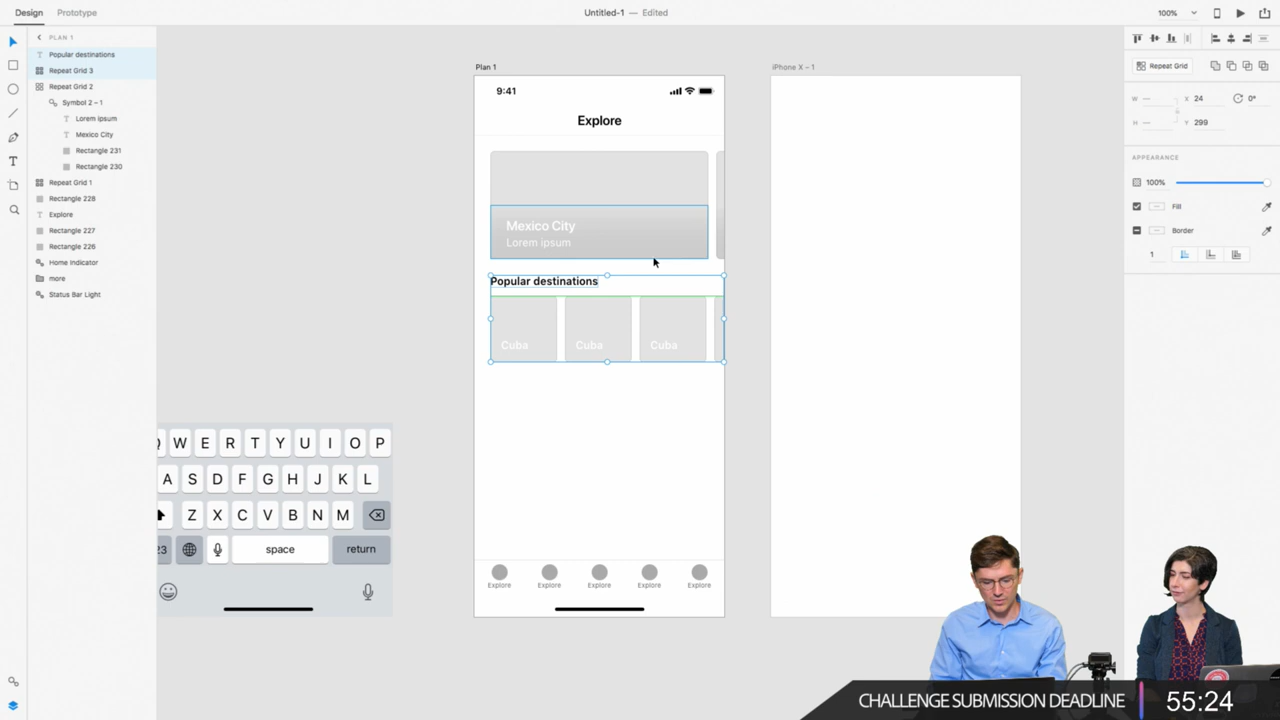 Design Prototype
Untitled-1 — Edited
100%
PLAN 1
Popular destinations
Repeat Grid 3
Repeat Grid 2
Symbol 2 – 1
Lorem ipsum
Mexico City
Rectangle 231
Rectangle 230
Repeat Grid 1
Rectangle 228
Explore
Rectangle 227
Rectangle 226
Home Indicator
more
Status Bar Light
Plan 1
9:41
Explore
Mexico City
Lorem ipsum
Popular destinations
Cuba Cuba Cuba
Explore Explore Explore Explore Explore
iPhone X – 1
W E R T Y U I O P
A S D F G H J K L
Z X C V B N M
space return
Repeat Grid
W X 24 0°
H Y 299
APPEARANCE
100%
Fill
Border
1
CHALLENGE SUBMISSION DEADLINE 55:24